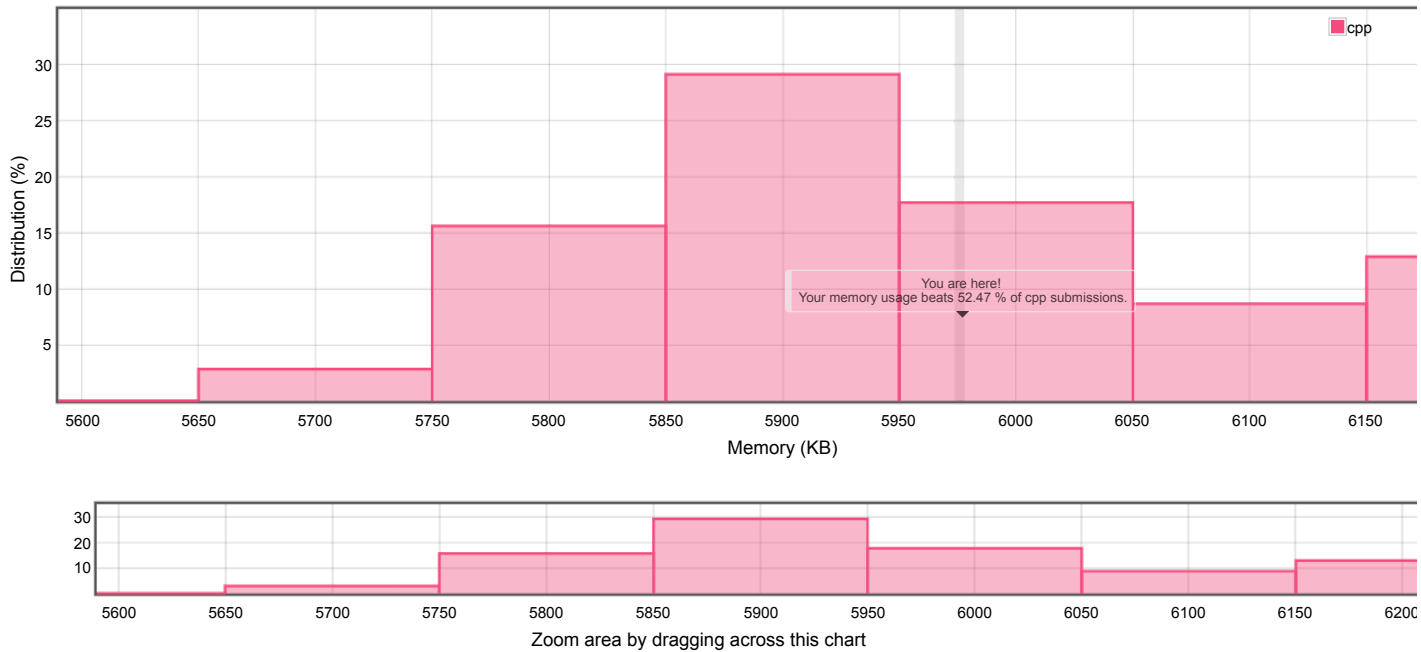 cpp
30
25
20
15
10
5
Distribution (%)
You are here!
Your memory usage beats 52.47 % of cpp submissions.
5600 5650 5700 5750 5800 5850 5900 5950 6000 6050 6100 6150
Memory (KB)
30
20
10
5600 5650 5700 5750 5800 5850 5900 5950 6000 6050 6100 6150 6200
Zoom area by dragging across this chart